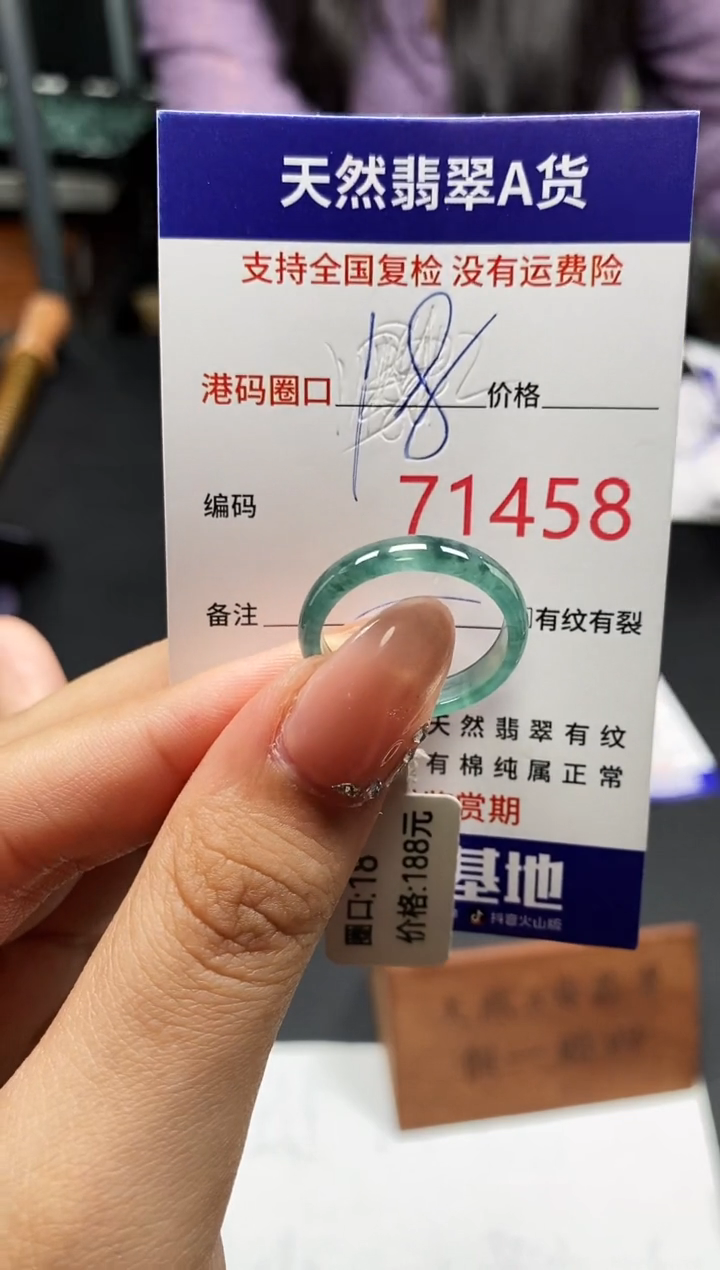 天然翡翠A货
支持全国复检 没有运费险
港码圈口 18 价格
编码 71458
备注 有纹有裂
天然翡翠有纹
有棉纯属正常
赏期
基地
抖音火山版
圈口:18
价格:188元